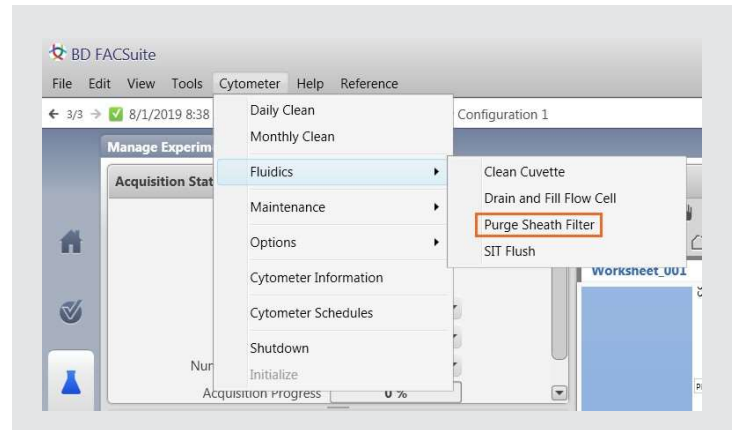 BD FACSuite
File Edit View Tools Cytometer Help Reference
3/3 8/1/2019 8:38
Configuration 1
Manage Experim
Acquisition Stat
Daily Clean
Monthly Clean
Fluidics
Maintenance
Options
Cytometer Information
Cytometer Schedules
Shutdown
Initialize
Clean Cuvette
Drain and Fill Flow Cell
Purge Sheath Filter
SIT Flush
Worksheet_001
Nur
Acquisition Progress 0 %